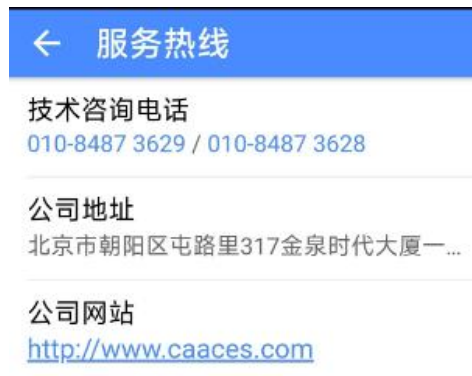 ← 服务热线
技术咨询电话
010-8487 3629 / 010-8487 3628
公司地址
北京市朝阳区屯路里317金泉时代大厦一...
公司网站
http://www.caaces.com